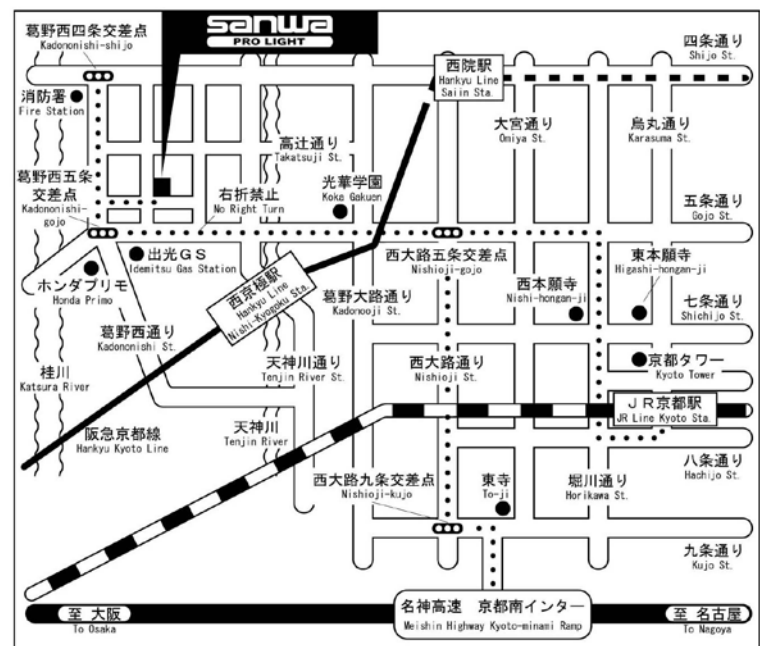 sanwa
PRO LIGHT
葛野西四条交差点
Kadononishi-shijo
四条通り
Shijo St.
西院駅
Hankyu Line
Saiin Sta.
消防署
Fire Station
高辻通り
Takatsuji St.
大宮通り
Omiya St.
烏丸通り
Karasuma St.
葛野西五条
交差点
Kadononishi-
gojo
右折禁止
No Right Turn
光華学園
Koka Gakuen
五条通り
Gojo St.
出光GS
Idemitsu Gas Station
西大路五条交差点
Nishioji-gojo
東本願寺
Higashi-hongan-ji
ホンダプリモ
Honda Primo
西京極駅
Hankyu Line
Nishi-Kyogoku Sta.
葛野大路通り
Kadonooji St.
西本願寺
Nishi-hongan-ji
七条通り
Shichijo St.
葛野西通り
Kadononishi St.
桂川
Katsura River
天神川通り
Tenjin River St.
西大路通り
Nishioji St.
京都タワー
Kyoto Tower
JR京都駅
JR Line Kyoto Sta.
阪急京都線
Hankyu Kyoto Line
天神川
Tenjin River
八条通り
Hachijo St.
西大路九条交差点
Nishioji-kujo
東寺
To-ji
堀川通り
Horikawa St.
九条通り
Kujo St.
名神高速 京都南インター
Meishin Highway Kyoto-minami Ramp
至 大阪
To Osaka
至 名古屋
To Nagoya